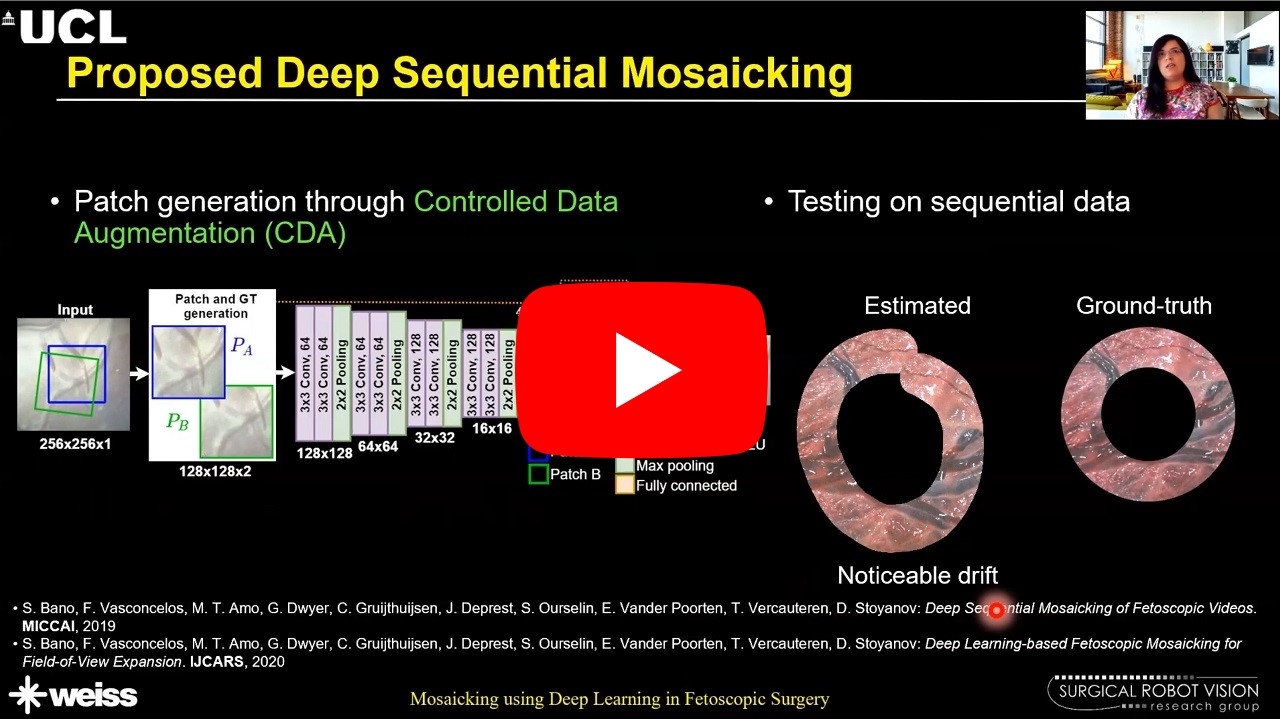 UCL
Proposed Deep Sequential Mosaicking
• Patch generation through Controlled Data
Augmentation (CDA)
• Testing on sequential data
Input
256x256x1
Patch and GT
generation
PA
PB
128x128x2
3x3 Conv, 64
3x3 Conv, 64
2x2 Pooling
128x128
3x3 Conv, 64
3x3 Conv, 64
2x2 Pooling
64x64
3x3 Conv, 128
3x3 Conv, 128
2x2 Pooling
32x32
3x3 Conv, 128
3x3 Conv, 128
2x2 Pooling
16x16
Patch B
Max pooling
Fully connected
Estimated
Ground-truth
Noticeable drift
• S. Bano, F. Vasconcelos, M. T. Amo, G. Dwyer, C. Gruijthuijsen, J. Deprest, S. Ourselin, E. Vander Poorten, T. Vercauteren, D. Stoyanov: Deep Sequential Mosaicking of Fetoscopic Videos.
MICCAI, 2019
• S. Bano, F. Vasconcelos, M. T. Amo, G. Dwyer, C. Gruijthuijsen, J. Deprest, S. Ourselin, E. Vander Poorten, T. Vercauteren, D. Stoyanov: Deep Learning-based Fetoscopic Mosaicking for
Field-of-View Expansion. IJCARS, 2020
weiss
Mosaicking using Deep Learning in Fetoscopic Surgery
SURGICAL ROBOT VISION
research group